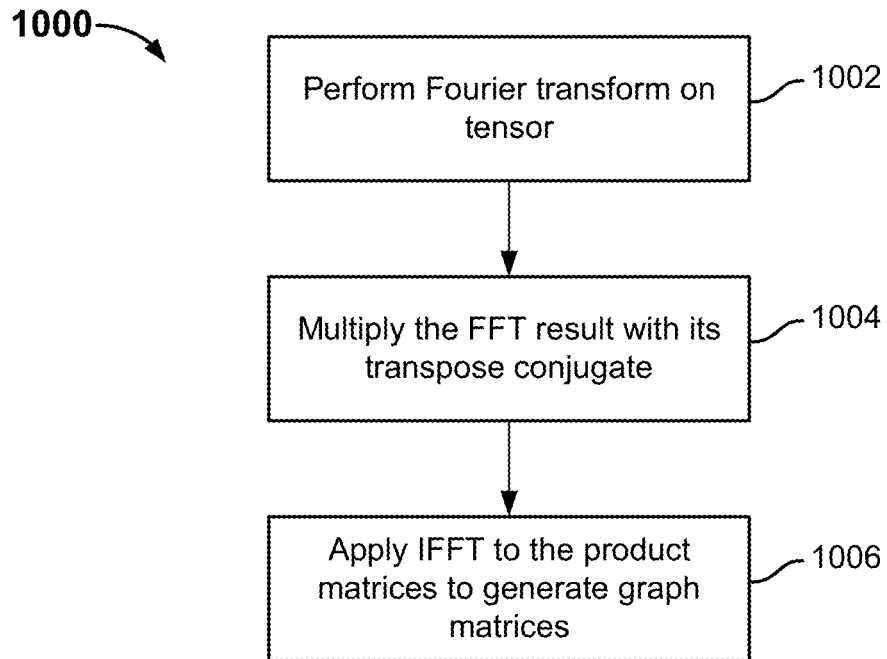 1000
Perform Fourier transform on
tensor
1002
Multiply the FFT result with its
transpose conjugate
1004
Apply IFFT to the product
matrices to generate graph
matrices
1006